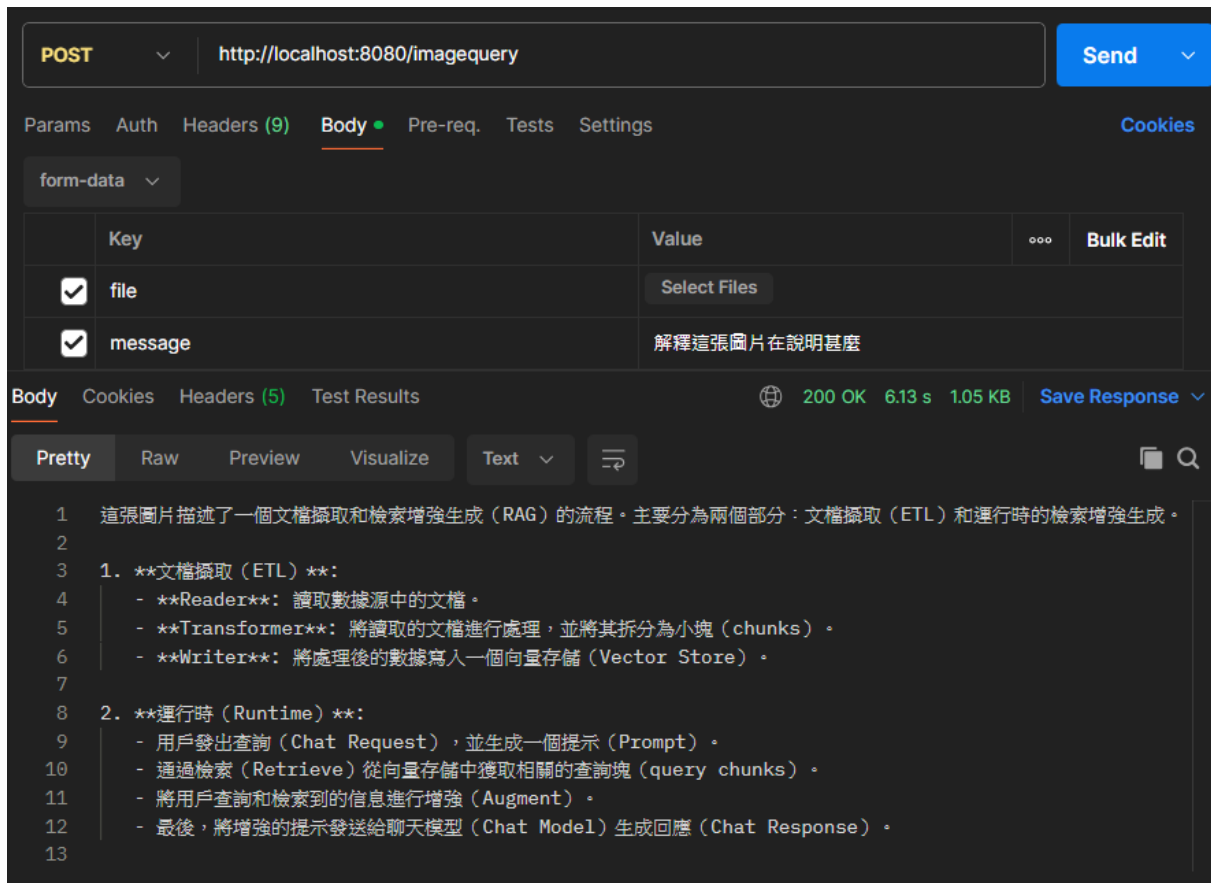 POST http://localhost:8080/imagequery Send
Params Auth Headers (9) Body Pre-req. Tests Settings Cookies
form-data
Key Value ooo Bulk Edit
file Select Files
message 解釋這張圖片在說明甚麼
Body Cookies Headers (5) Test Results 200 OK 6.13 s 1.05 KB Save Response
Pretty Raw Preview Visualize Text
1 這張圖片描述了一個文檔攝取和檢索增強生成（RAG）的流程。主要分為兩個部分：文檔攝取（ETL）和運行時的檢索增強生成。
2
3 1. **文檔攝取（ETL）**:
4 - **Reader**: 讀取數據源中的文檔。
5 - **Transformer**: 將讀取的文檔進行處理，並將其拆分為小塊（chunks）。
6 - **Writer**: 將處理後的數據寫入一個向量存儲（Vector Store）。
7
8 2. **運行時（Runtime）**:
9 - 用戶發出查詢（Chat Request），並生成一個提示（Prompt）。
10 - 通過檢索（Retrieve）從向量存儲中獲取相關的查詢塊（query chunks）。
11 - 將用戶查詢和檢索到的信息進行增強（Augment）。
12 - 最後，將增強的提示發送給聊天模型（Chat Model）生成回應（Chat Response）。
13